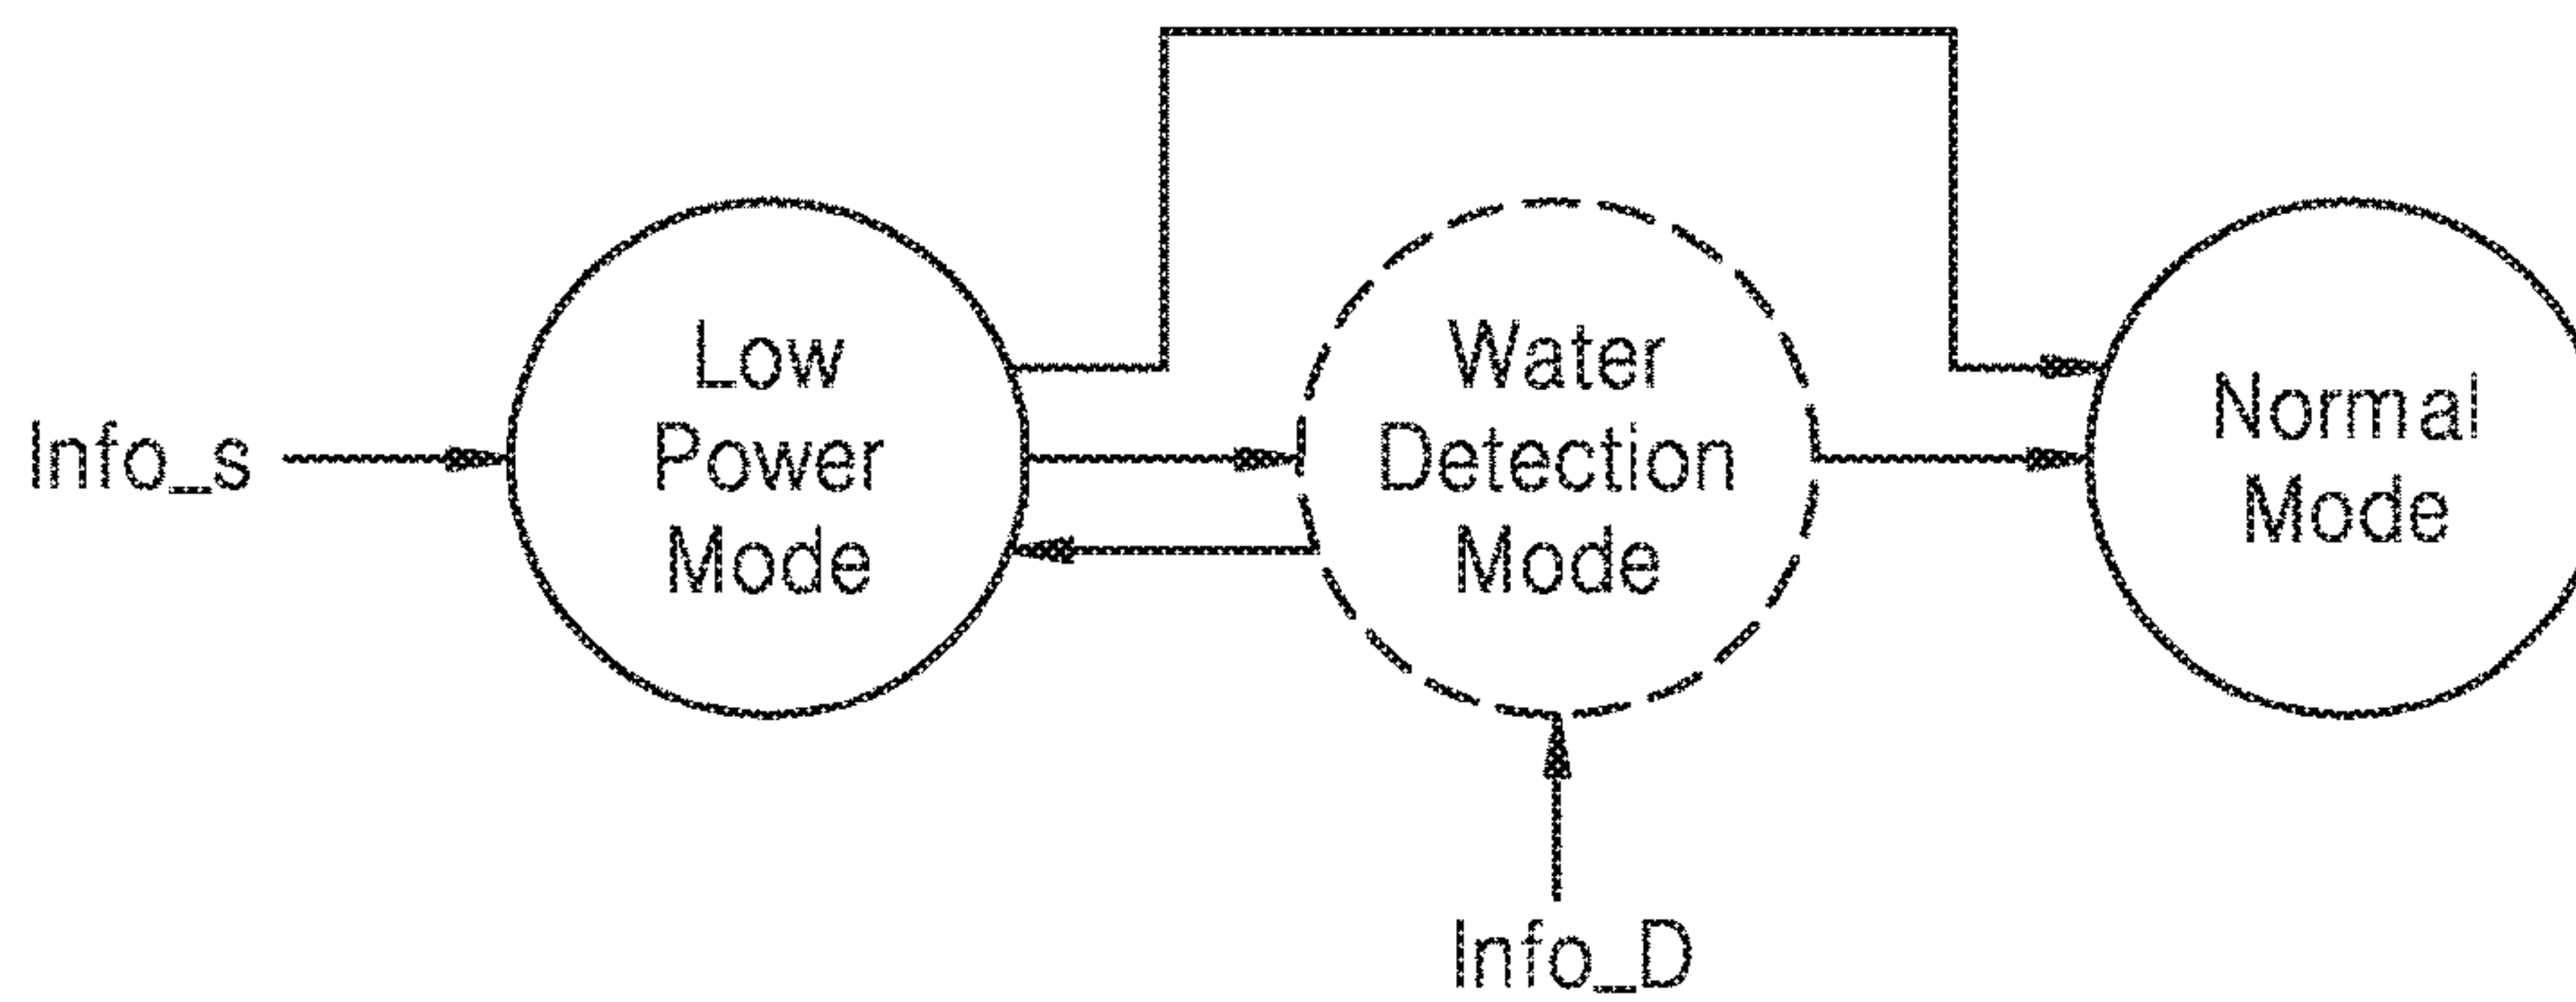 Info_s
Low
Power
Mode
Water
Detection
Mode
Normal
Mode
Info_D